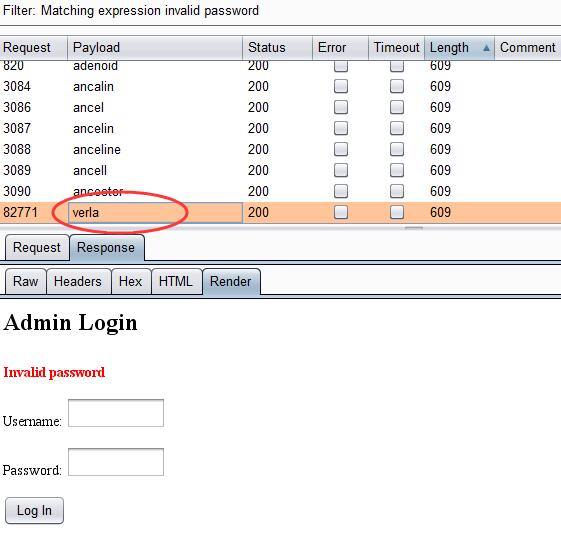 Filter: Matching expression invalid password
Request Payload Status Error Timeout Length Comment
820 adenoid 200 609
3084 ancalin 200 609
3086 ancel 200 609
3087 ancelin 200 609
3088 anceline 200 609
3089 ancell 200 609
3090 ancestor 200 609
82771 verla 200 609
Request Response
Raw Headers Hex HTML Render
Admin Login
Invalid password
Username:
Password:
Log In